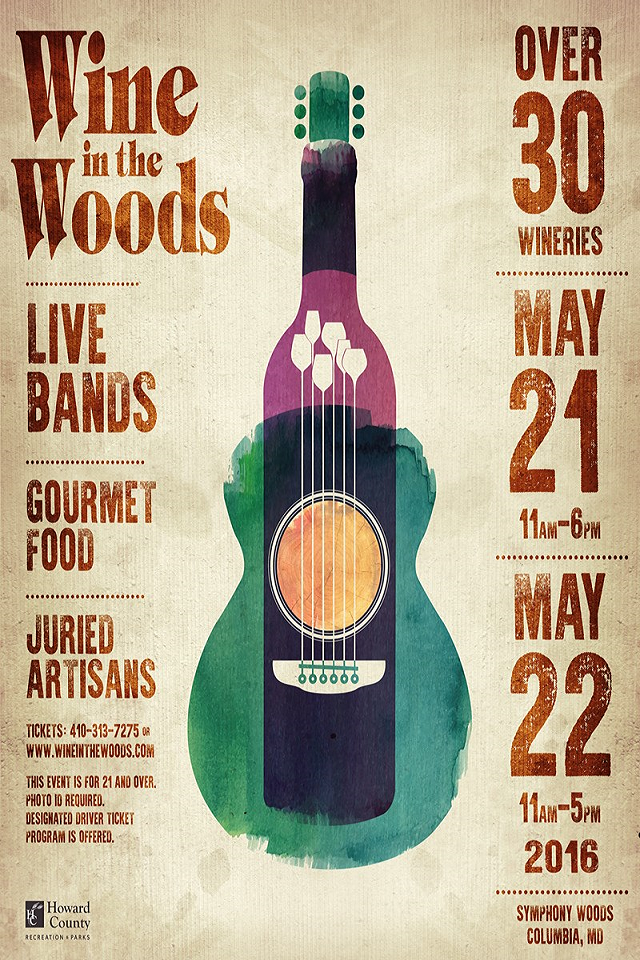 Wine
in the
Woods
LIVE
BANDS
GOURMET
FOOD
JURIED
ARTISANS
TICKETS: 410-313-7275 OR
WWW.WINEINTHEWOODS.COM
THIS EVENT IS FOR 21 AND OVER.
PHOTO ID REQUIRED.
DESIGNATED DRIVER TICKET
PROGRAM IS OFFERED.
HC
Howard
County
RECREATION & PARKS
OVER
30
WINERIES
MAY
21
11AM–6PM
MAY
22
11AM–5PM
2016
SYMPHONY WOODS
COLUMBIA, MD